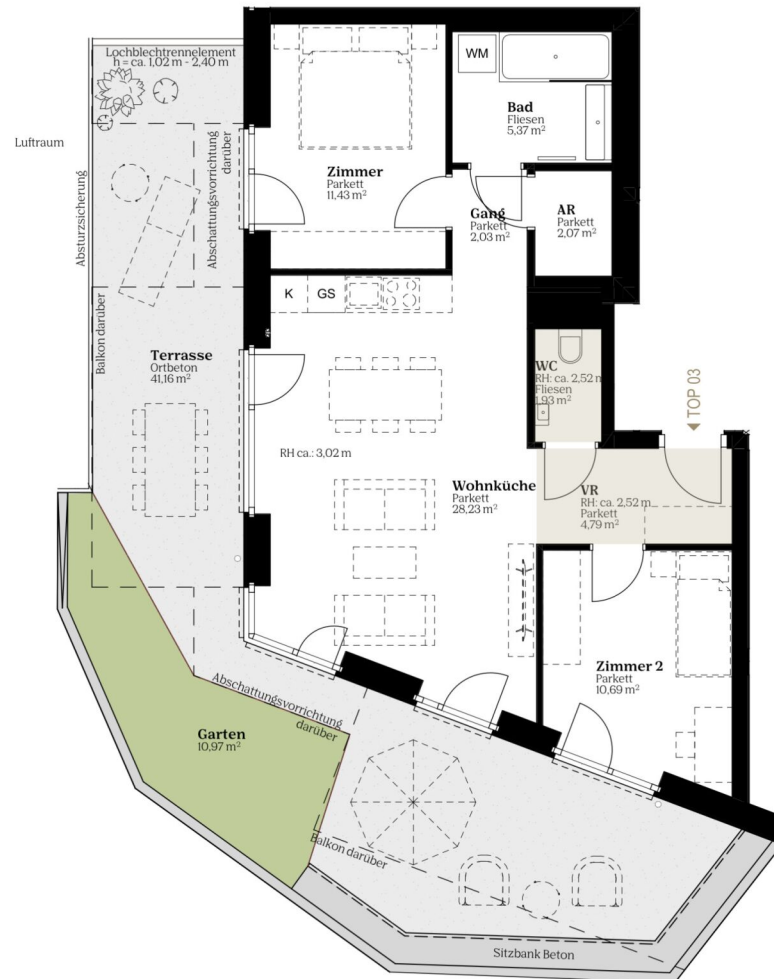 Lochblechtrennelement
h = ca. 1,02 m - 2,40 m
Luftraum
Absturzsicherung
Abschattungsvorrichtung
darüber
Balkon darüber
Zimmer
Parkett
11,43 m²
WM
Bad
Fliesen
5,37 m²
Gang
Parkett
2,03 m²
AR
Parkett
2,07 m²
K
GS
Terrasse
Ortbeton
41,16 m²
WC
RH: ca. 2,52 m
Fliesen
1,93 m²
TOP 03
RH ca.: 3,02 m
Wohnküche
Parkett
28,23 m²
VR
RH: ca. 2,52 m
Parkett
4,79 m²
Zimmer 2
Parkett
10,69 m²
Abschattungsvorrichtung
darüber
Garten
10,97 m²
Balkon darüber
Sitzbank Beton